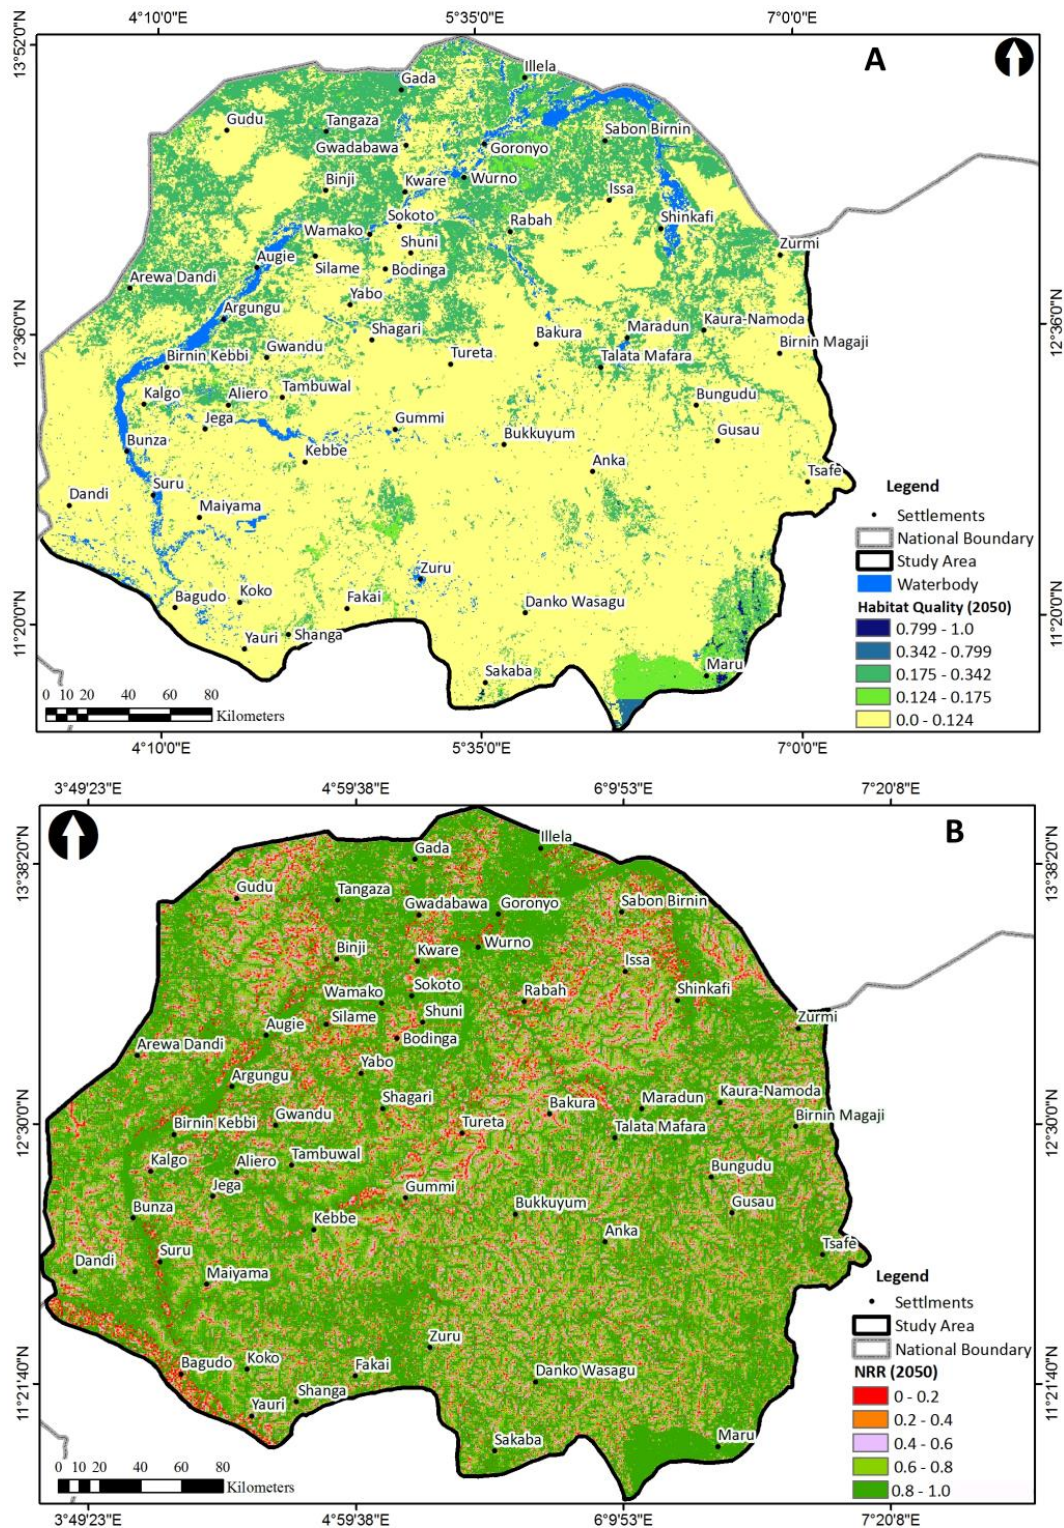 4°10'0"E 5°35'0"E 7°0'0"E
A
13°52'0"N
12°36'0"N
11°20'0"N
12°36'0"N
11°20'0"N
Illela
Gada
Gudu
Tangaza
Sabon Birnin
Gwadabawa
Goronyo
Binji
Kware
Wurno
Issa
Sokoto
Rabah
Shinkafi
Wamako
Shuni
Zurmi
Augie
Silame
Bodinga
Arewa Dandi
Yabo
Argungu
Shagari
Bakura
Maradun
Kaura-Namoda
Gwandu
Tureta
Birnin Magaji
Birnin Kebbi
Talata Mafara
Kalgo
Aliero
Tambuwal
Bungudu
Jega
Gummi
Bukkuyum
Gusau
Bunza
Kebbe
Anka
Tsafe
Suru
Dandi
Maiyama
Zuru
Bagudo
Koko
Fakai
Danko Wasagu
Yauri
Shanga
Sakaba
Maru
Legend
Settlements
National Boundary
Study Area
Waterbody
Habitat Quality (2050)
0.799 - 1.0
0.342 - 0.799
0.175 - 0.342
0.124 - 0.175
0.0 - 0.124
0 10 20 40 60 80
Kilometers
4°10'0"E 5°35'0"E 7°0'0"E
3°49'23"E 4°59'38"E 6°9'53"E 7°20'8"E
B
13°38'20"N
12°30'0"N
11°21'40"N
13°38'20"N
12°30'0"N
11°21'40"N
Illela
Gada
Gudu
Tangaza
Gwadabawa
Goronyo
Sabon Birnin
Binji
Kware
Wurno
Issa
Wamako
Sokoto
Rabah
Shinkafi
Augie
Silame
Shuni
Zurmi
Arewa Dandi
Bodinga
Yabo
Argungu
Shagari
Bakura
Maradun
Kaura-Namoda
Birnin Kebbi
Gwandu
Tureta
Talata Mafara
Birnin Magaji
Kalgo
Aliero
Tambuwal
Bungudu
Jega
Gummi
Bunza
Kebbe
Bukkuyum
Gusau
Anka
Suru
Tsafe
Dandi
Maiyama
Zuru
Bagudo
Koko
Fakai
Danko Wasagu
Yauri
Shanga
Sakaba
Maru
Legend
Settlments
Study Area
National Boundary
NRR (2050)
0 - 0.2
0.2 - 0.4
0.4 - 0.6
0.6 - 0.8
0.8 - 1.0
0 10 20 40 60 80
Kilometers
3°49'23"E 4°59'38"E 6°9'53"E 7°20'8"E